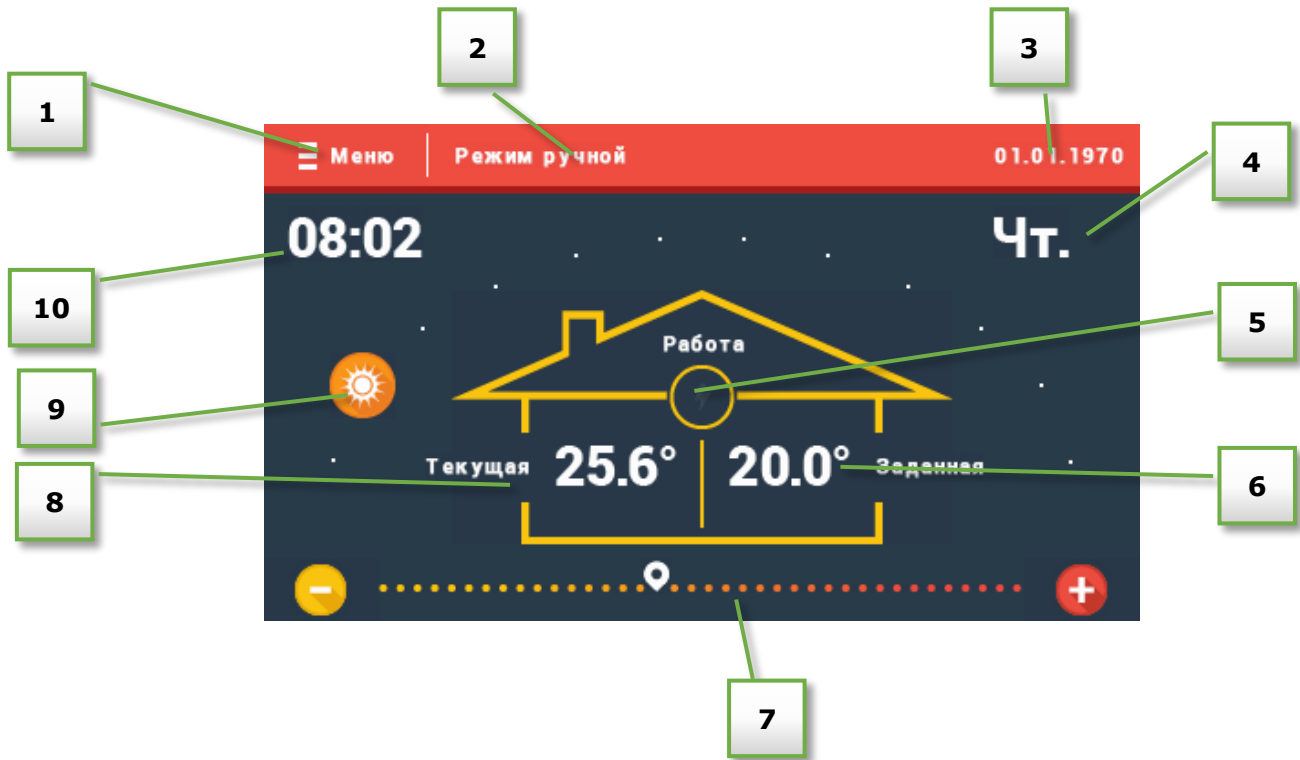 2
3
1
Меню
Режим ручной
01.01.1970
4
08:02
Чт.
10
5
Работа
9
Текущая
25.6°
20.0°
Заданная
6
8
7